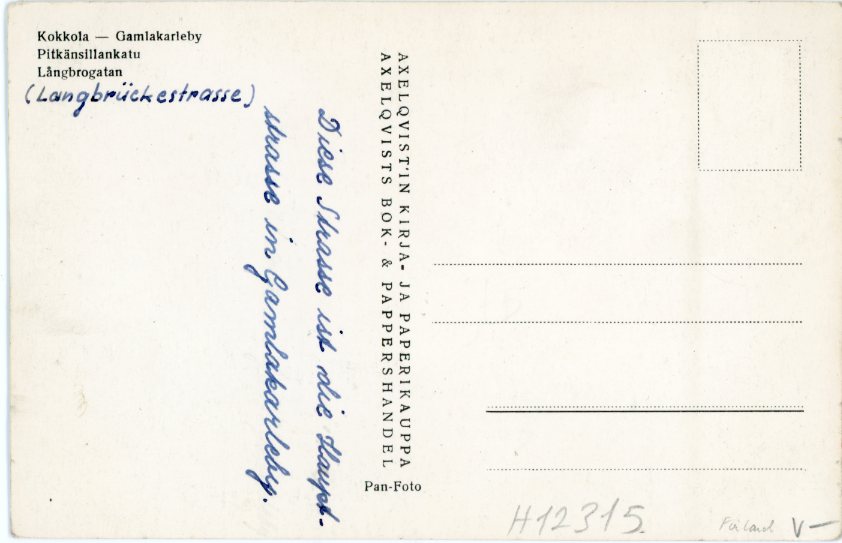 Kokkola — Gamlakarleby
Pitkänsillankatu
Långbrogatan
(Langbrückestrasse)
Diese Strasse ist die Haupt-
strasse in Gamlakarleby.
AXELQVIST'IN KIRJA- JA PAPERIKAUPPA
AXELQVISTS BOK- & PAPPERSHANDEL
Pan-Foto
H12315
V—